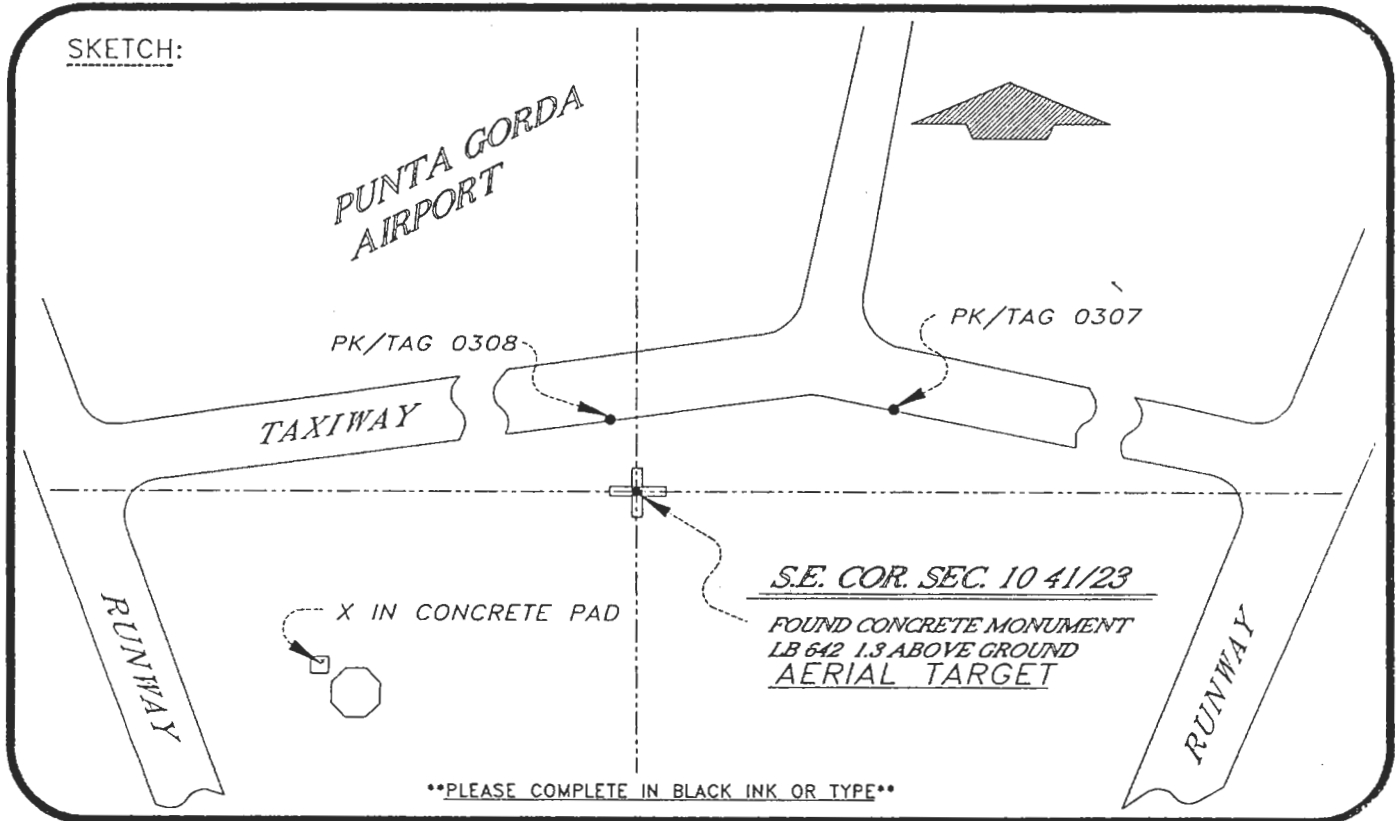 SKETCH:
PUNTA GORDA
AIRPORT
PK/TAG 0307
PK/TAG 0308
TAXIWAY
S.E. COR. SEC. 10 41/23
X IN CONCRETE PAD
FOUND CONCRETE MONUMENT
LB 642 1.3 ABOVE GROUND
AERIAL TARGET
RUNWAY
RUNWAY
**PLEASE COMPLETE IN BLACK INK OR TYPE**